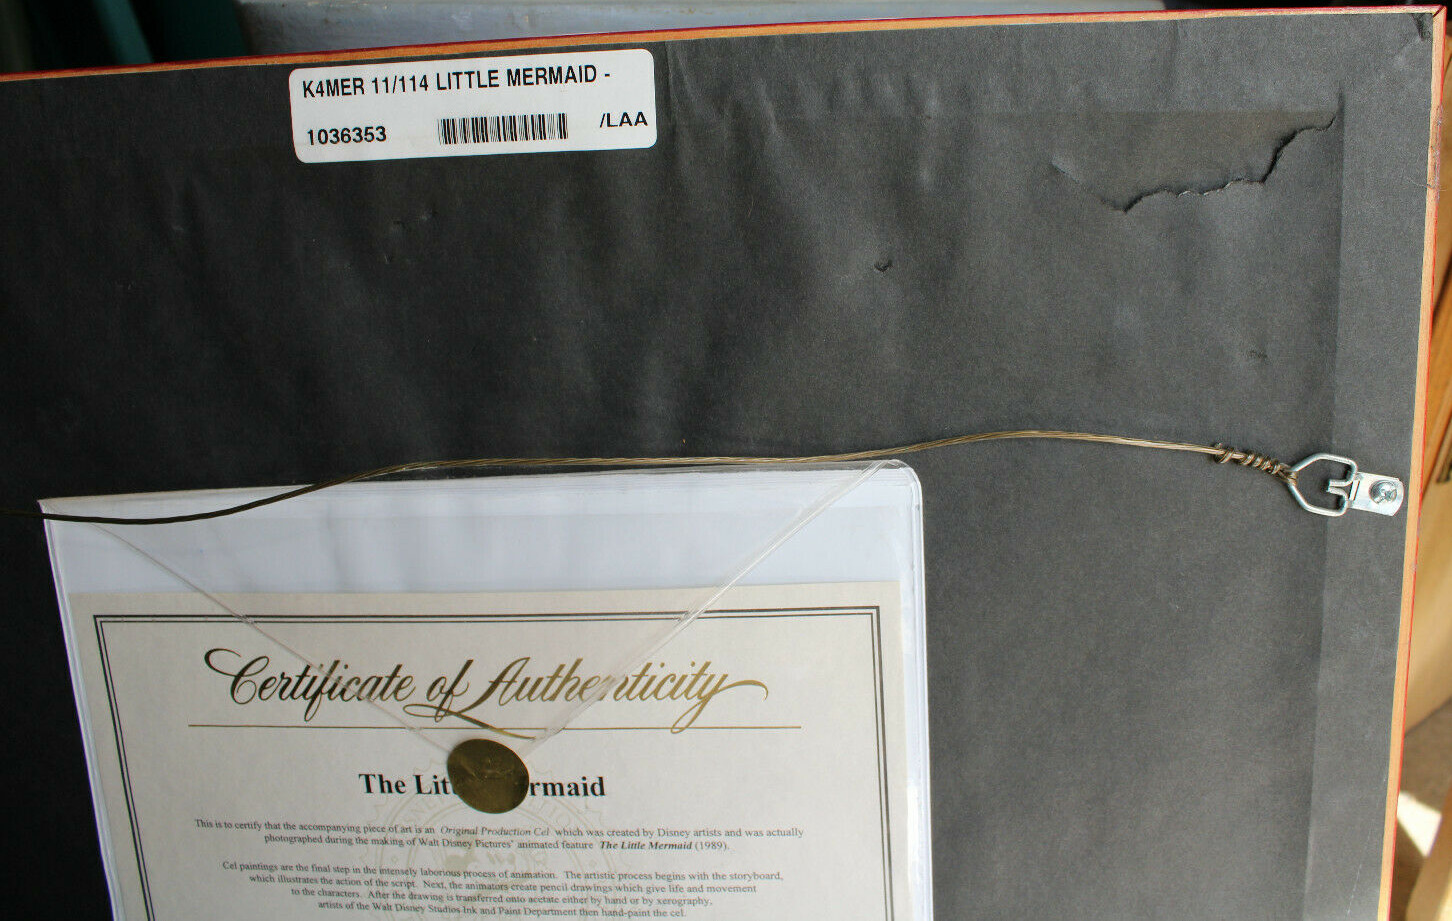 K4MER 11/114 LITTLE MERMAID -
1036353 /LAA
Certificate of Authenticity
The Lit rmaid
This is to certify that the accompanying piece of art is an Original Production Cel which was created by Disney artists and was actually
photographed during the making of Walt Disney Pictures' animated feature The Little Mermaid (1989).
Cel paintings are the final step in the intensely laborious process of animation. The artistic process begins with the storyboard,
which illustrates the action of the script. Next, the animators create pencil drawings which give life and movement
to the characters. After the drawing is transferred onto acetate either by hand or by xerography,
artists of the Walt Disney Studios Ink and Paint Department then hand-paint the cel.